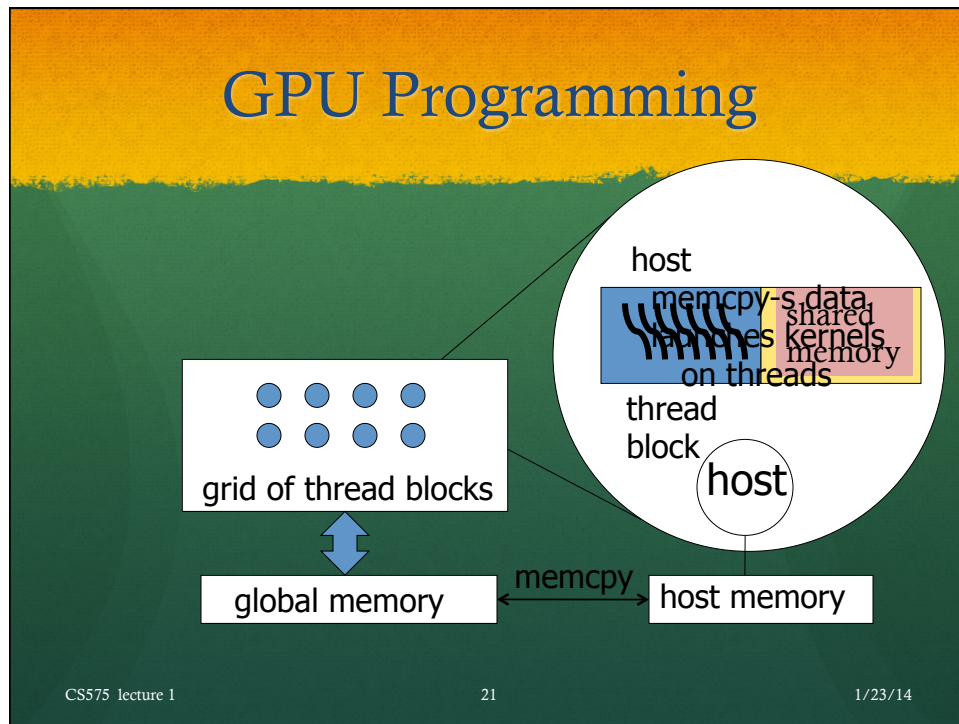 GPU Programming
host
memcpy-s data,
launches kernels
on threads
shared
memory
thread
block
host
grid of thread blocks
global memory
memcpy
host memory
CS575 lecture 1
21
1/23/14